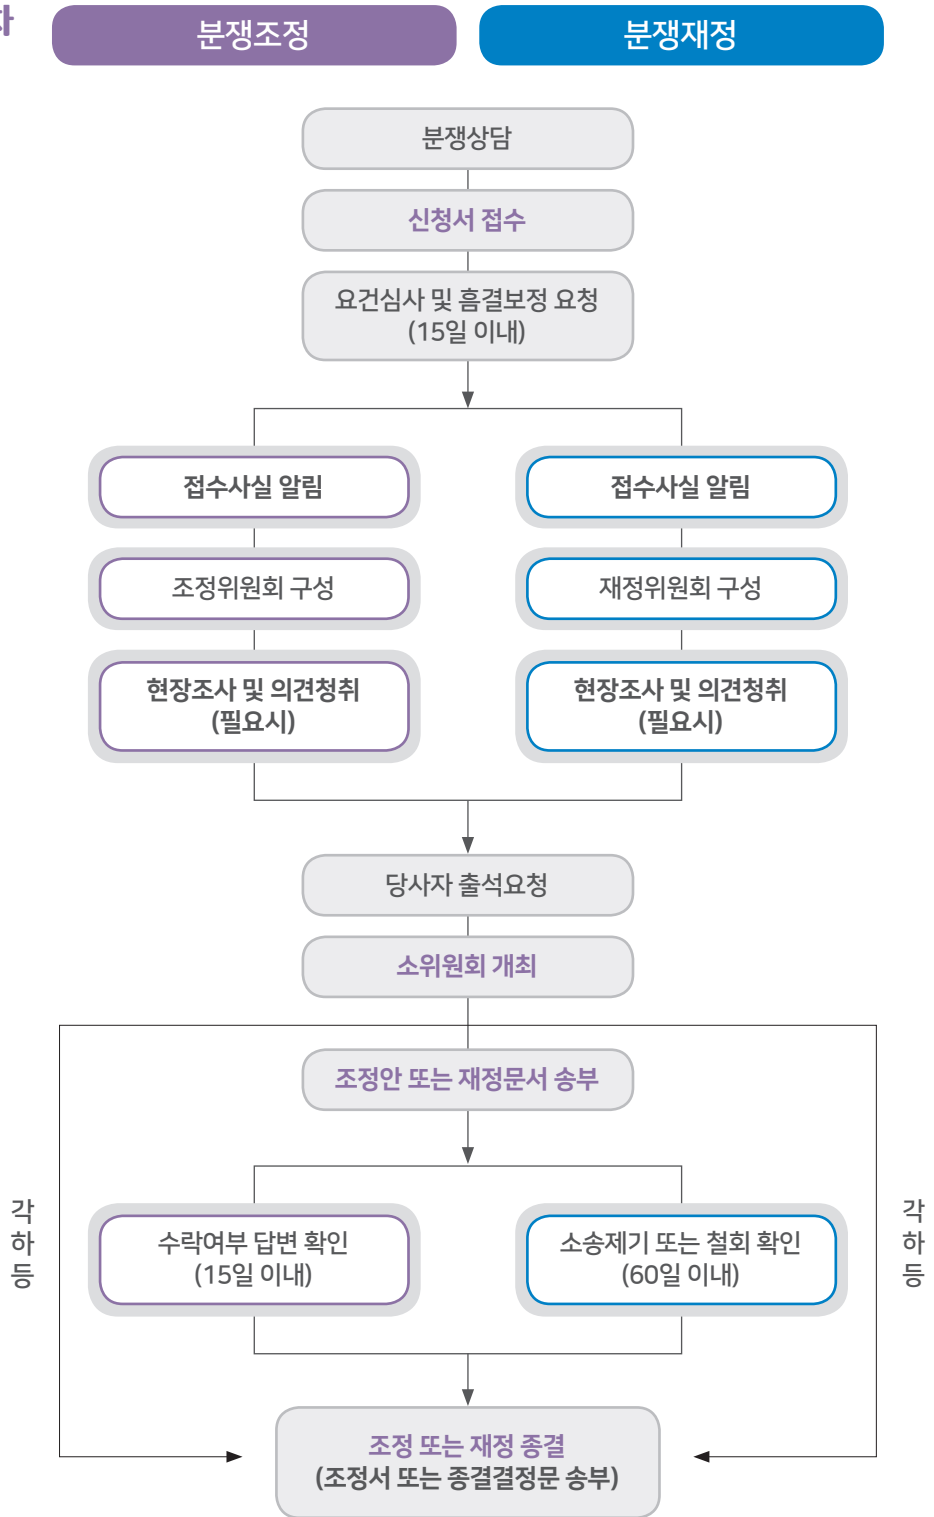 분쟁조정
분쟁재정
분쟁상담
신청서 접수
요건심사 및 흠결보정 요청
(15일 이내)
접수사실 알림
접수사실 알림
조정위원회 구성
재정위원회 구성
현장조사 및 의견청취
(필요시)
현장조사 및 의견청취
(필요시)
당사자 출석요청
소위원회 개최
조정안 또는 재정문서 송부
각
하
등
수락여부 답변 확인
(15일 이내)
소송제기 또는 철회 확인
(60일 이내)
각
하
등
조정 또는 재정 종결
(조정서 또는 종결결정문 송부)